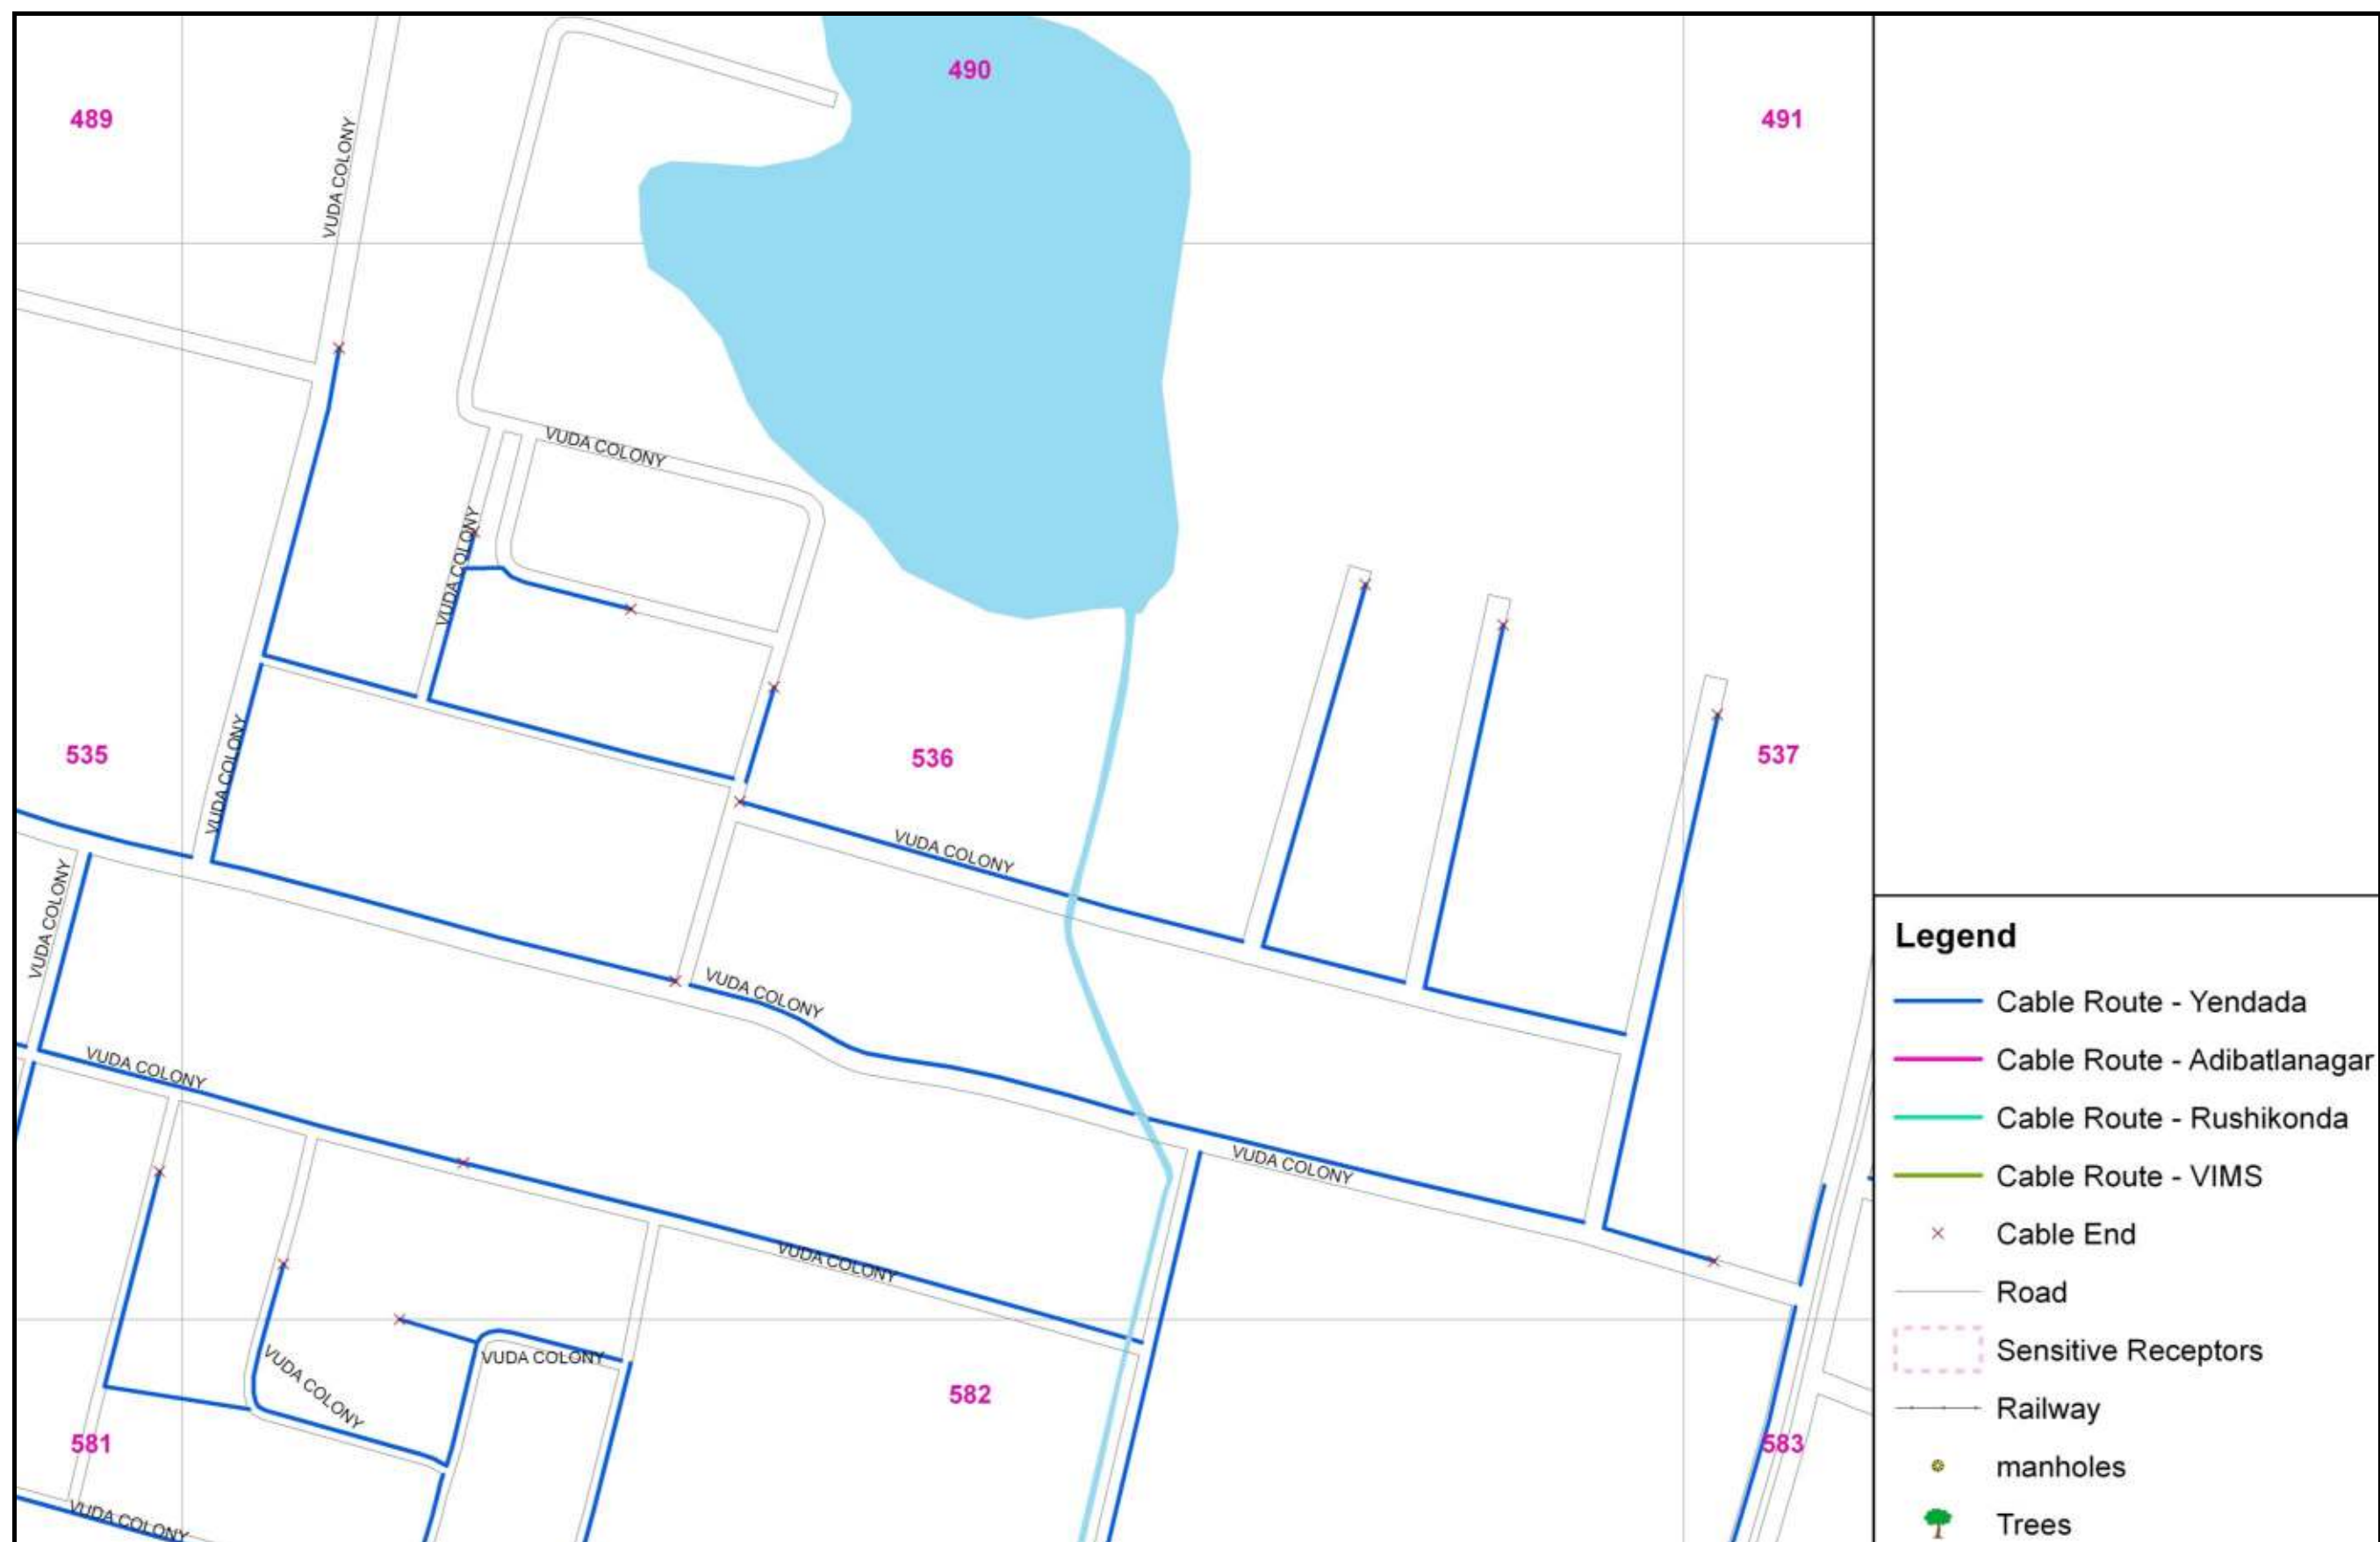 490
489
491
VUDA COLONY
VUDA COLONY
VUDA COLONY
535
536
537
VUDA COLONY
VUDA COLONY
VUDA COLONY
VUDA COLONY
VUDA COLONY
VUDA COLONY
VUDA COLONY
VUDA COLONY
VUDA COLONY
582
581
583
VUDA COLONY
Legend
Cable Route - Yendada
Cable Route - Adibatlanagar
Cable Route - Rushikonda
Cable Route - VIMS
Cable End
Road
Sensitive Receptors
Railway
manholes
Trees